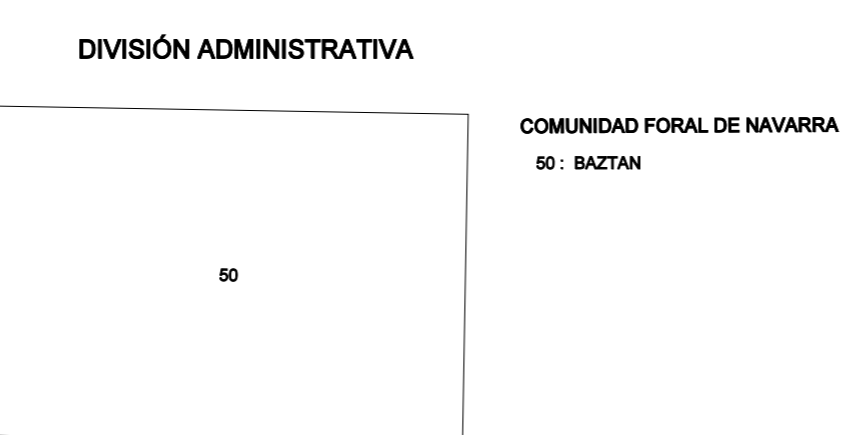 DIVISIÓN ADMINISTRATIVA
COMUNIDAD FORAL DE NAVARRA
50 : BAZTAN
50